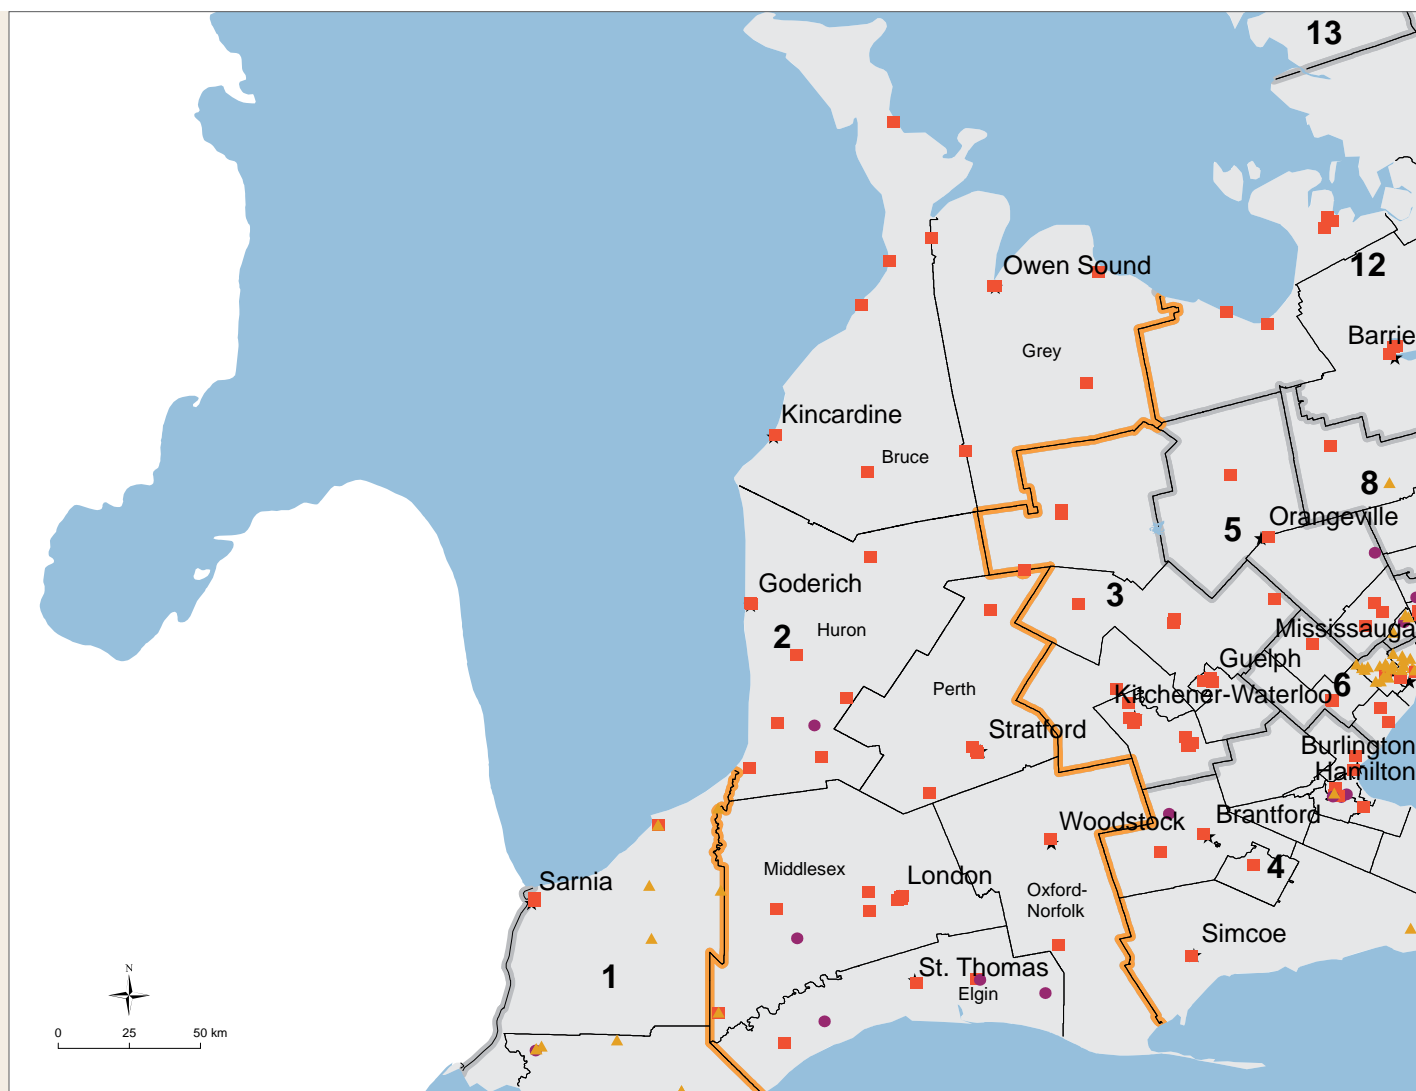 13
12
Owen Sound
Barrie
Grey
Kincardine
Bruce
8
5
Orangeville
Goderich
3
2
Huron
Mississauga
Guelph
Perth
Kitchener-Waterloo
6
Stratford
Burlington
Hamilton
Woodstock
Brantford
Middlesex
London
4
Sarnia
Oxford-
Norfolk
Simcoe
St. Thomas
1
Elgin
N
0 25 50 km